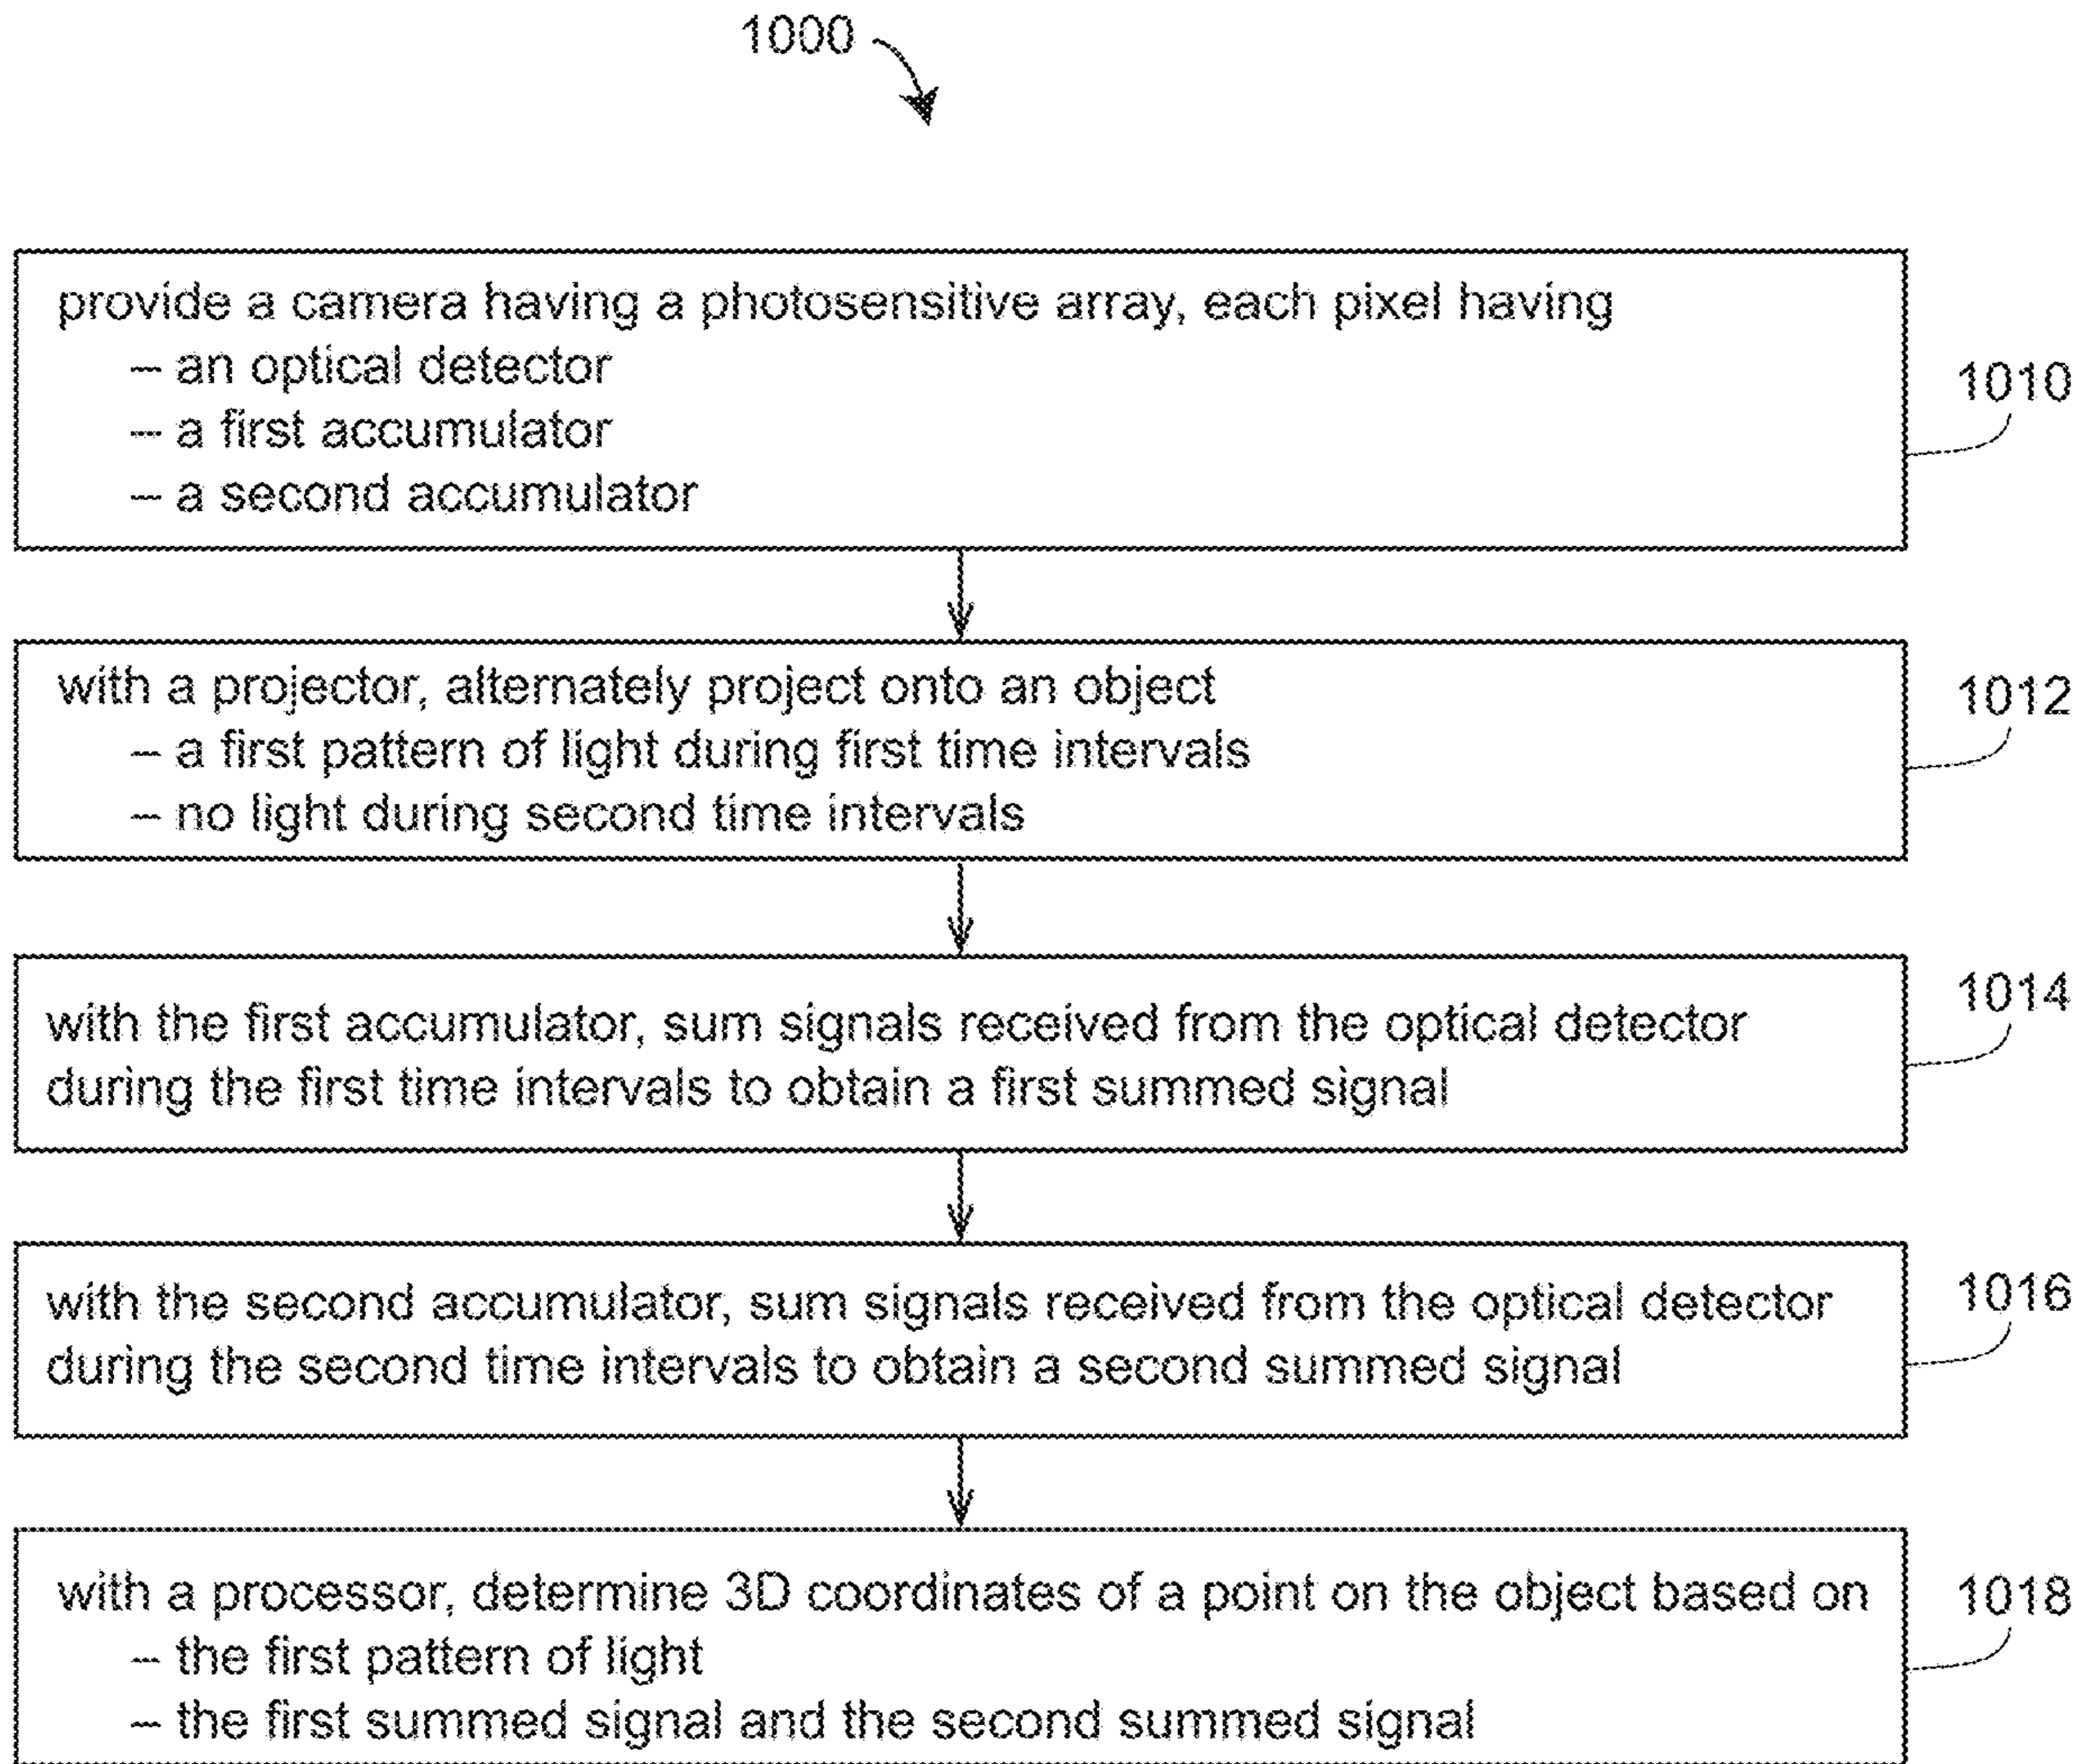 1000
provide a camera having a photosensitive array, each pixel having
– an optical detector
– a first accumulator
– a second accumulator
1010
with a projector, alternately project onto an object
– a first pattern of light during first time intervals
– no light during second time intervals
1012
with the first accumulator, sum signals received from the optical detector
during the first time intervals to obtain a first summed signal
1014
with the second accumulator, sum signals received from the optical detector
during the second time intervals to obtain a second summed signal
1016
with a processor, determine 3D coordinates of a point on the object based on
– the first pattern of light
– the first summed signal and the second summed signal
1018